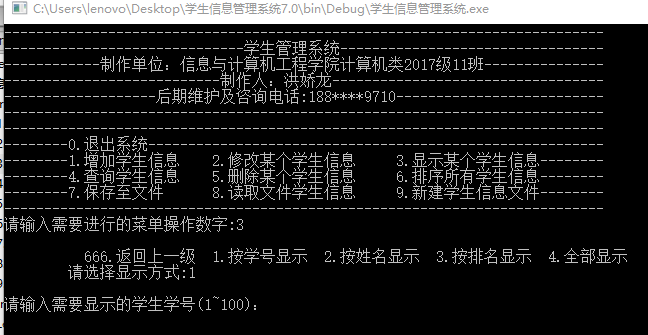 C:\Users\lenovo\Desktop\学生信息管理系统7.0\bin\Debug\学生信息管理系统.exe
---------------------------------------------------------------------------
------------------------------学生管理系统---------------------------------
------------制作单位：信息与计算机工程学院计算机类2017级11班---------------
---------------------------制作人：洪娇龙----------------------------------
-------------------后期维护及咨询电话:188****9710--------------------------
---------------------------------------------------------------------------
---------------------------------------------------------------------------
--------0.退出系统---------------------------------------------------------
--------1.增加学生信息    2.修改某个学生信息     3.显示某个学生信息--------
--------4.查询学生信息    5.删除某个学生信息     6.排序所有学生信息--------
--------7.保存至文件      8.读取文件学生信息     9.新建学生信息文件--------
---------------------------------------------------------------------------
请输入需要进行的菜单操作数字:3
666.返回上一级  1.按学号显示  2.按姓名显示  3.按排名显示  4.全部显示
请选择显示方式:1
请输入需要显示的学生学号(1~100)：